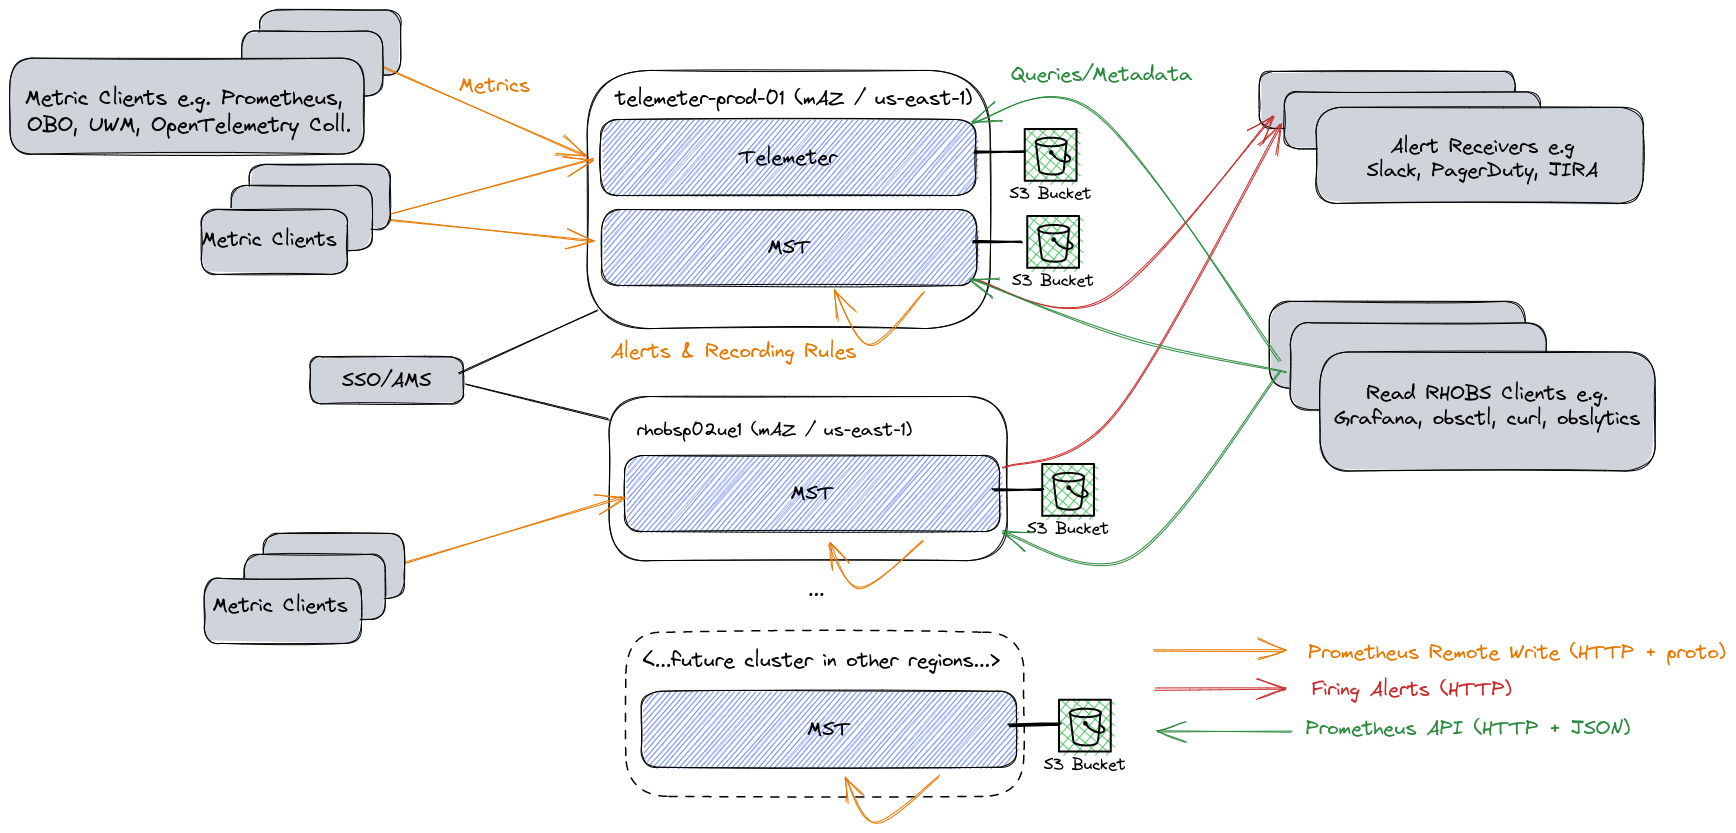 Metrics
Metric Clients e.g. Prometheus,
OBO, UWM, OpenTelemetry Coll.
Metric Clients
telemeter-prod-01 (mAZ / us-east-1)
Telemeter
S3 Bucket
MST
S3 Bucket
Alerts & Recording Rules
Queries/Metadata
Alert Receivers e.g
Slack, PagerDuty, JIRA
SSO/AMS
Read RHOBS Clients e.g.
Grafana, obsctl, curl, obslytics
rhobsp02ue1 (mAZ / us-east-1)
MST
S3 Bucket
Metric Clients
...
<...future cluster in other regions...>
MST
S3 Bucket
Prometheus Remote Write (HTTP + proto)
Firing Alerts (HTTP)
Prometheus API (HTTP + JSON)